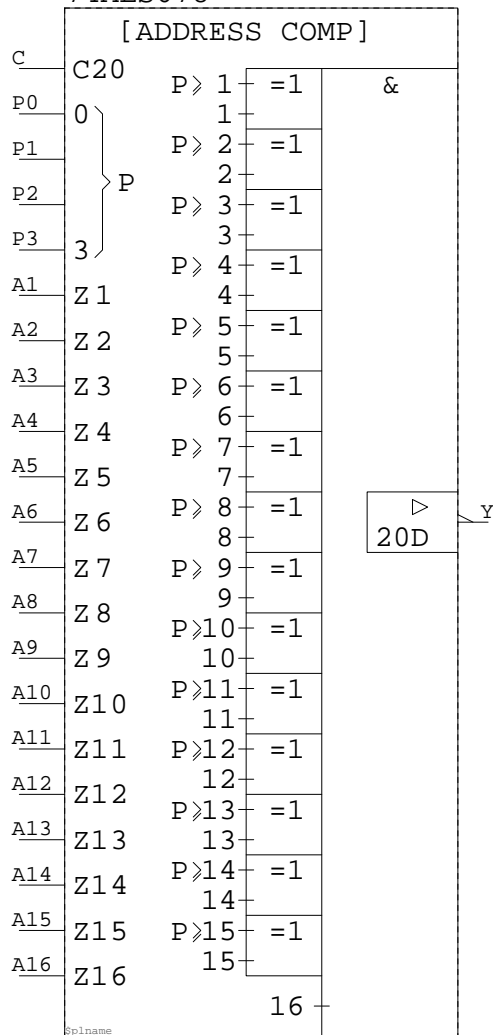 [ADDRESS COMP]
C C20 P⩾ 1 =1 &
P0 0 1
P1 P⩾ 2 =1
2
P P2 P⩾ 3 =1
P3 3 3
P⩾ 4 =1
A1 Z1 4
A2 Z2 P⩾ 5 =1
5
A3 Z3 P⩾ 6 =1
A4 Z4 6
P⩾ 7 =1
A5 Z5 7
A6 Z6 P⩾ 8 =1 ▷ Y
8 20D
A7 Z7 P⩾ 9 =1
A8 Z8 9
P⩾10 =1
A9 Z9 10
A10 Z10 P⩾11 =1
11
A11 Z11 P⩾12 =1
A12 Z12 12
P⩾13 =1
A13 Z13 13
A14 Z14 P⩾14 =1
14
A15 Z15 P⩾15 =1
A16 Z16 15
16
$plname